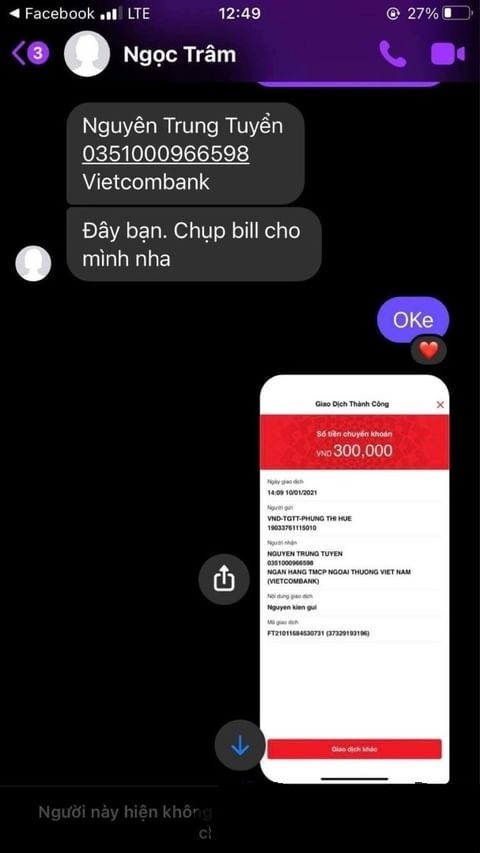 Facebook LTE 12:49 27%
3 Ngọc Trâm
Nguyên Trung Tuyển
0351000966598
Vietcombank
Đây bạn. Chụp bill cho
mình nha
OKe
Giao Dịch Thành Công
Số tiền chuyển khoản
VND 300,000
Ngày giao dịch
14:09 10/01/2021
Người gửi
VND-TGTT-PHUNG THI HUE
19033761115010
Người nhận
NGUYEN TRUNG TUYEN
0351000966598
NGAN HANG TMCP NGOAI THUONG VIET NAM
(VIETCOMBANK)
Nội dung giao dịch
Nguyen kien gui
Mã giao dịch
FT21011684530731 (37329193196)
Giao dịch khác
Người này hiện không